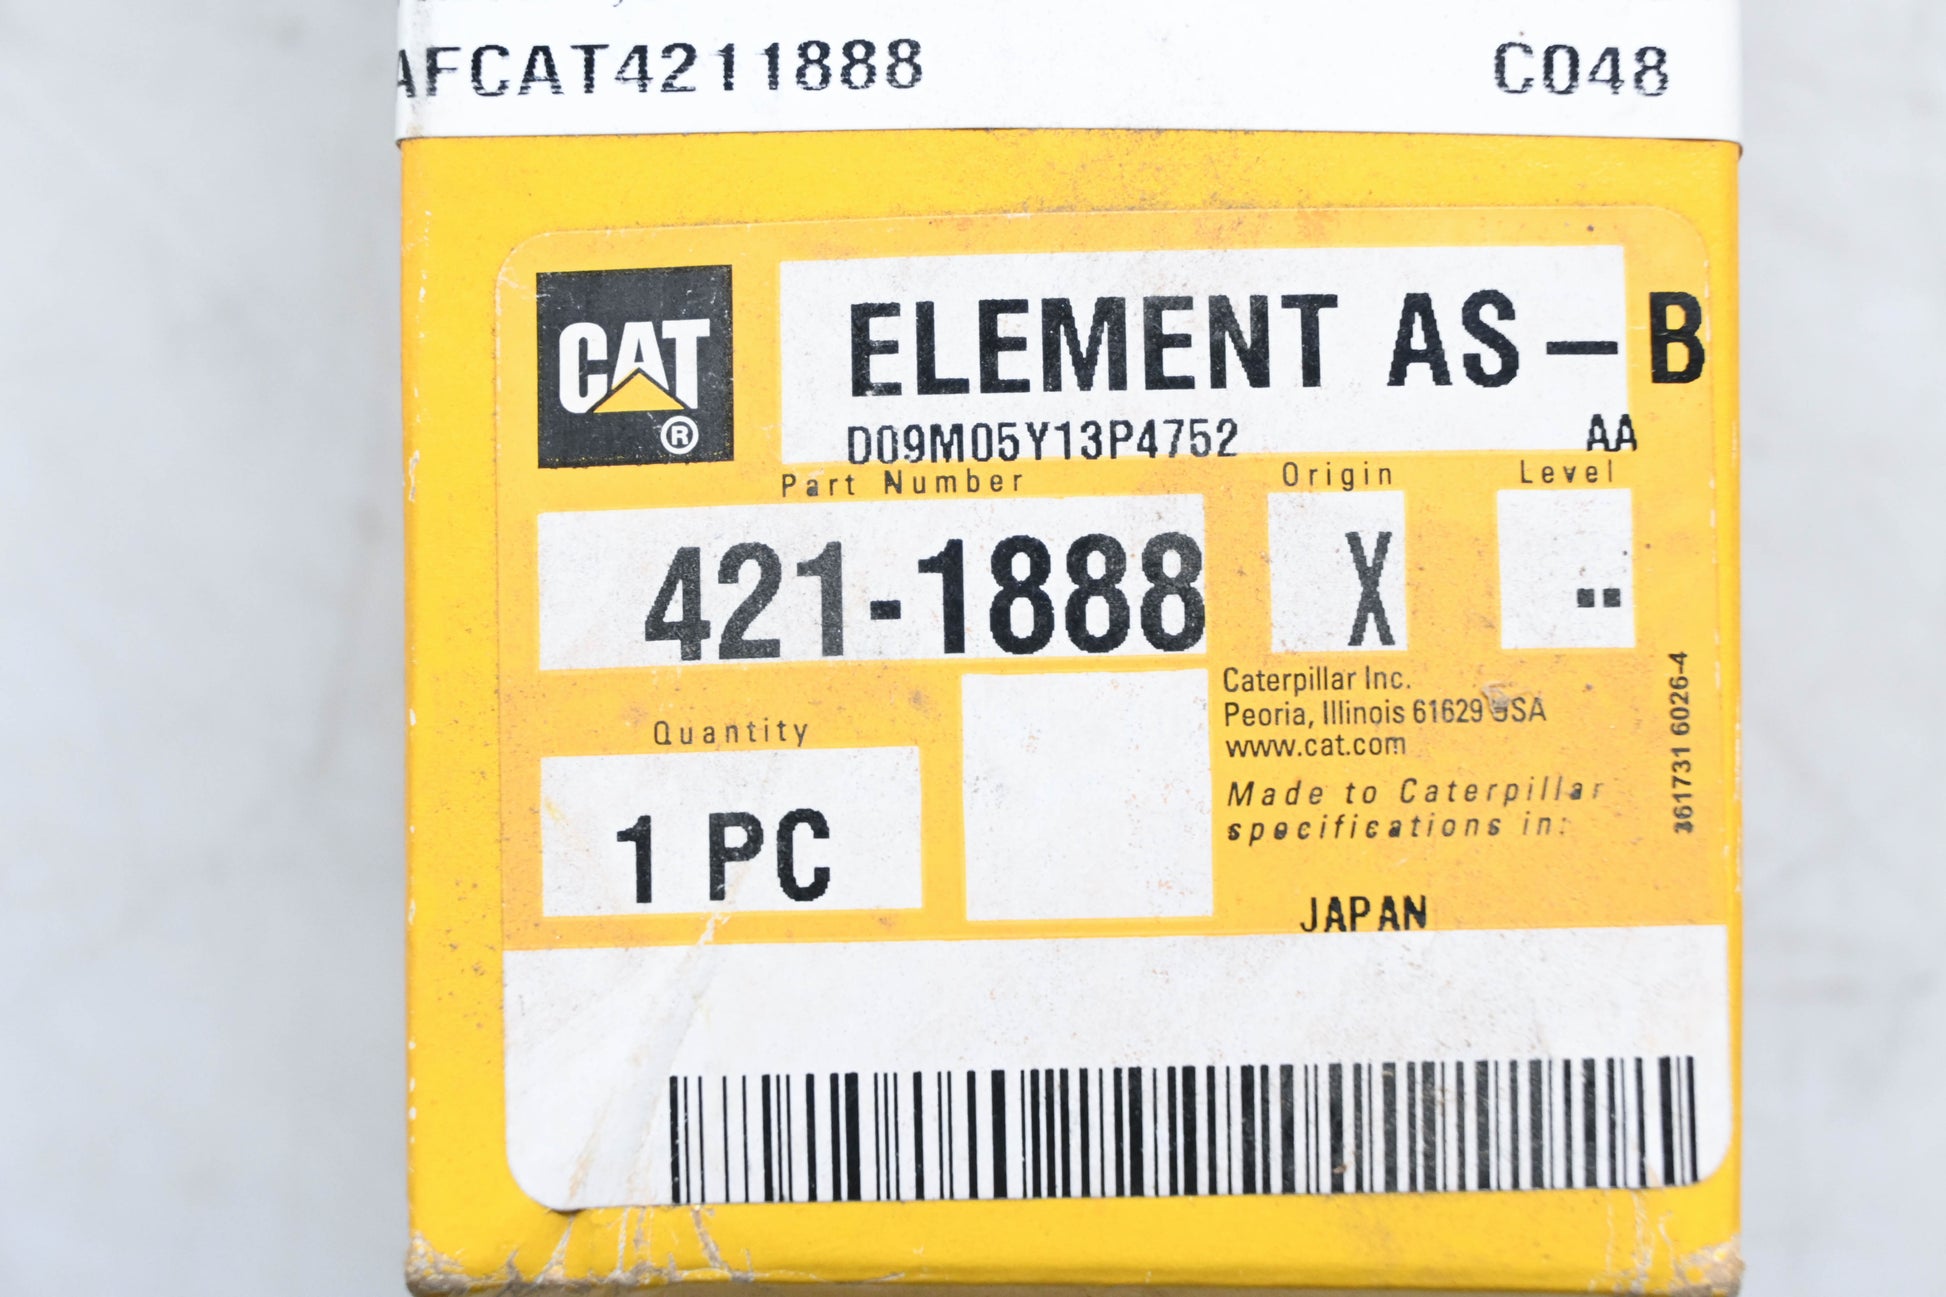 AFCAT4211888 C048
CAT
®
ELEMENT AS-B
D09M05Y13P4752 AA
Part Number Origin Level
421-1888 X --
Caterpillar Inc.
Peoria, Illinois 61629 USA
www.cat.com
Quantity
1 PC
Made to Caterpillar
specifications in:
JAPAN
361731 6026-4